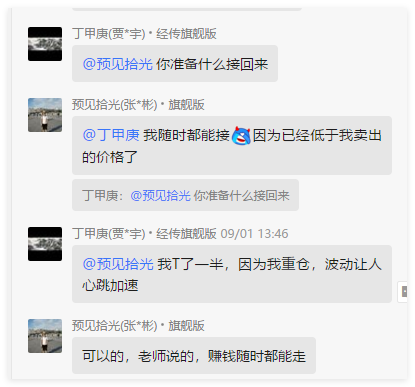 丁甲庚(贾*宇)•经传旗舰版
@预见拾光 你准备什么接回来
预见拾光(张*彬)•旗舰版
@丁甲庚 我随时都能接因为已经低于我卖出
的价格了
丁甲庚：@预见拾光 你准备什么接回来
丁甲庚(贾*宇)•经传旗舰版 09/01 13:46
@预见拾光 我T了一半，因为我重仓，波动让人
心跳加速
预见拾光(张*彬)•旗舰版
可以的，老师说的，赚钱随时都能走